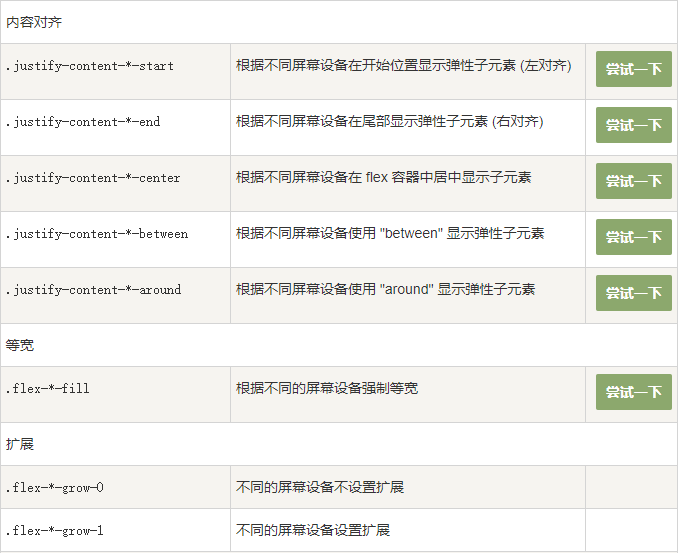 内容对齐
.justify-content-*-start 根据不同屏幕设备在开始位置显示弹性子元素 (左对齐) 尝试一下
.justify-content-*-end 根据不同屏幕设备在尾部显示弹性子元素 (右对齐) 尝试一下
.justify-content-*-center 根据不同屏幕设备在 flex 容器中居中显示子元素 尝试一下
.justify-content-*-between 根据不同屏幕设备使用 "between" 显示弹性子元素 尝试一下
.justify-content-*-around 根据不同屏幕设备使用 "around" 显示弹性子元素 尝试一下
等宽
.flex-*-fill 根据不同的屏幕设备强制等宽 尝试一下
扩展
.flex-*-grow-0 不同的屏幕设备不设置扩展
.flex-*-grow-1 不同的屏幕设备设置扩展